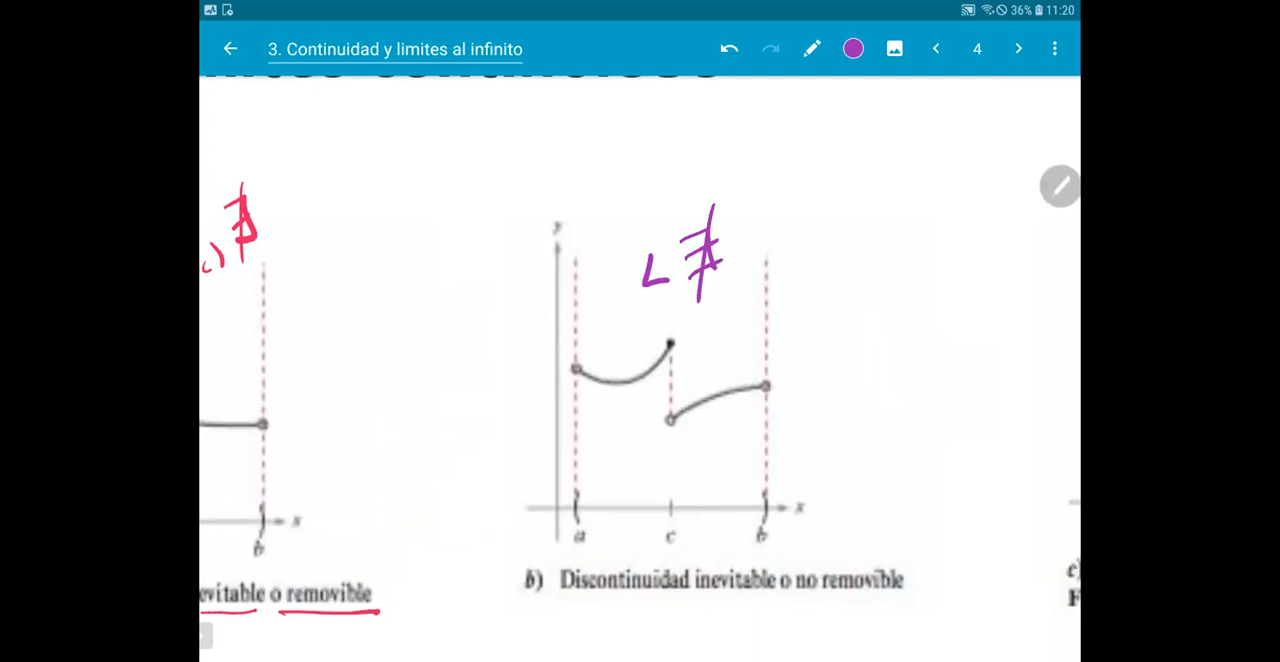 36% 11:20
3. Continuidad y limites al infinito
4
) ∄
L ∄
y
x
b
a c b x
evitable o removible
b) Discontinuidad inevitable o no removible
c)
F